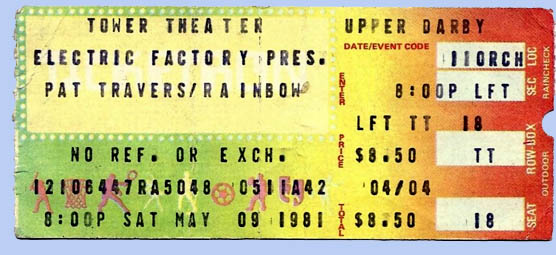 TOWER THEATER
ELECTRIC FACTORY PRES.
PAT TRAVERS/RAINBOW
NO REF. OR EXCH.
12106447RA5048 0511A42
8:00P SAT MAY 09 1981
UPPER DARBY
DATE/EVENT CODE
110RCH
ENTER 8:00P LFT
LFT TT 18
PRICE $8.50 TT
04/04
TOTAL $8.50 18
SEC LOC
ROW-BOX
SEAT
RAINCHECK
OUTDOOR